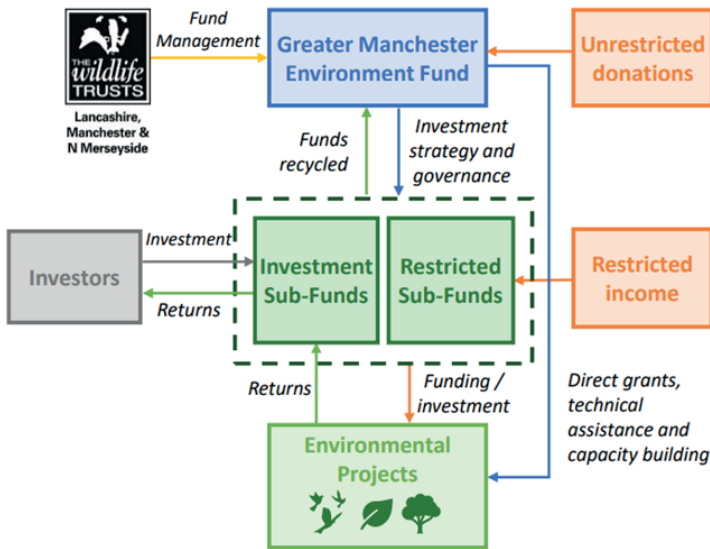 THE
wildlife
TRUSTS
Lancashire,
Manchester &
N Merseyside
Fund
Management
Greater Manchester
Environment Fund
Unrestricted
donations
Funds
recycled
Investment
strategy and
governance
Investors
Investment
Returns
Investment
Sub-Funds
Restricted
Sub-Funds
Restricted
income
Returns
Funding /
investment
Direct grants,
technical
assistance and
capacity building
Environmental
Projects